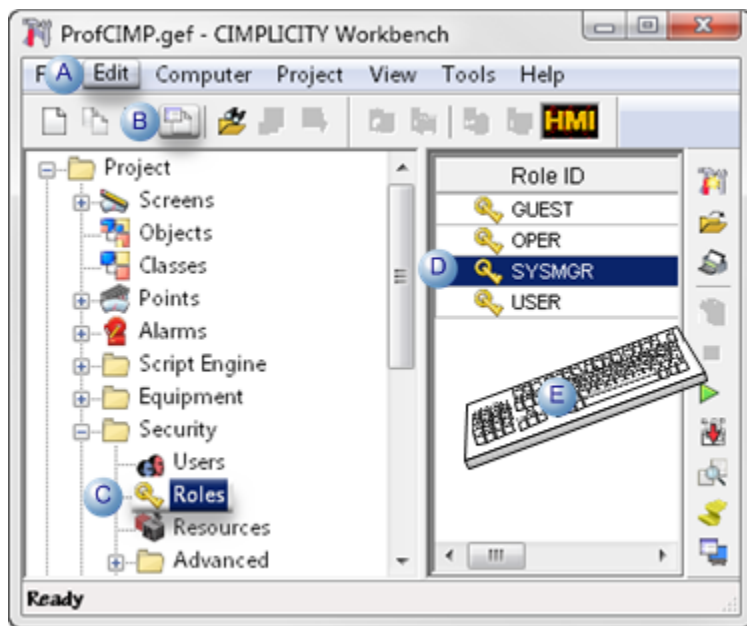 ProfCIMP.gef - CIMPLICITY Workbench
F A Edit Computer Project View Tools Help
B HMI
Project
Screens
Objects
Classes
Points
Alarms
Script Engine
Equipment
Security
Users
C Roles
Resources
Advanced
Role ID
GUEST
OPER
D SYSMGR
USER
E
Ready